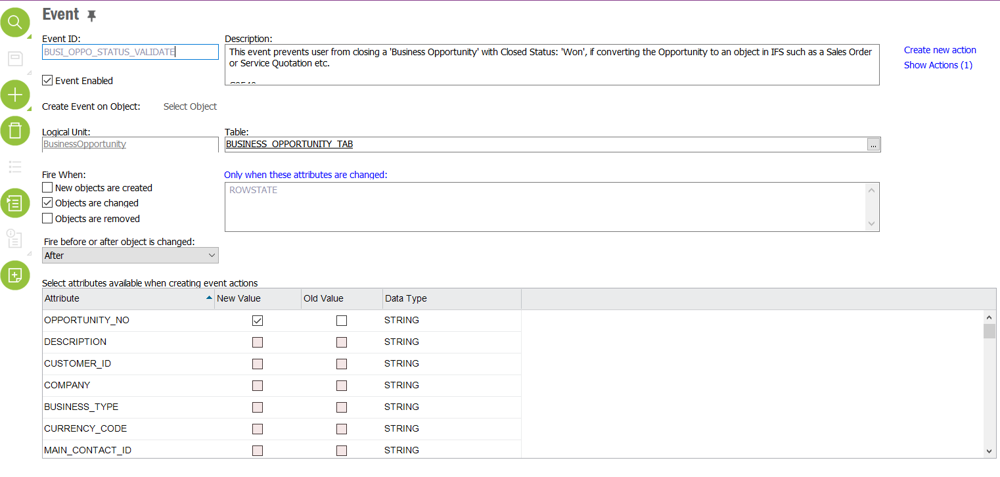 Event
Event ID:
Description:
BUSI_OPPO_STATUS_VALIDATE
This event prevents user from closing a 'Business Opportunity' with Closed Status: 'Won', if converting the Opportunity to an object in IFS such as a Sales Order
or Service Quotation etc.
Create new action
Show Actions (1)
Event Enabled
Create Event on Object:
Select Object
Logical Unit:
Table:
BusinessOpportunity
BUSINESS_OPPORTUNITY_TAB
...
Fire When:
Only when these attributes are changed:
New objects are created
ROWSTATE
Objects are changed
Objects are removed
Fire before or after object is changed:
After
Select attributes available when creating event actions
Attribute New Value Old Value Data Type
OPPORTUNITY_NO STRING
DESCRIPTION STRING
CUSTOMER_ID STRING
COMPANY STRING
BUSINESS_TYPE STRING
CURRENCY_CODE STRING
MAIN_CONTACT_ID STRING